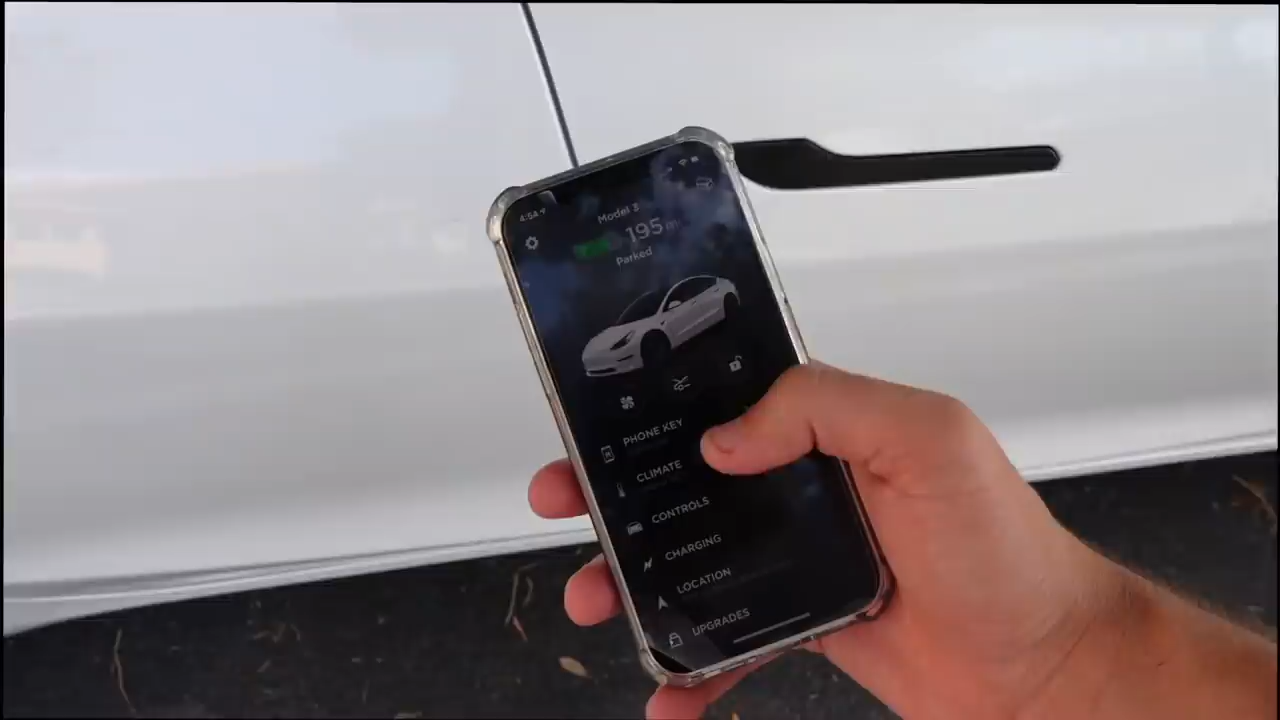 4:54
Model 3
195 mi
Parked
PHONE KEY
CLIMATE
CONTROLS
CHARGING
LOCATION
UPGRADES